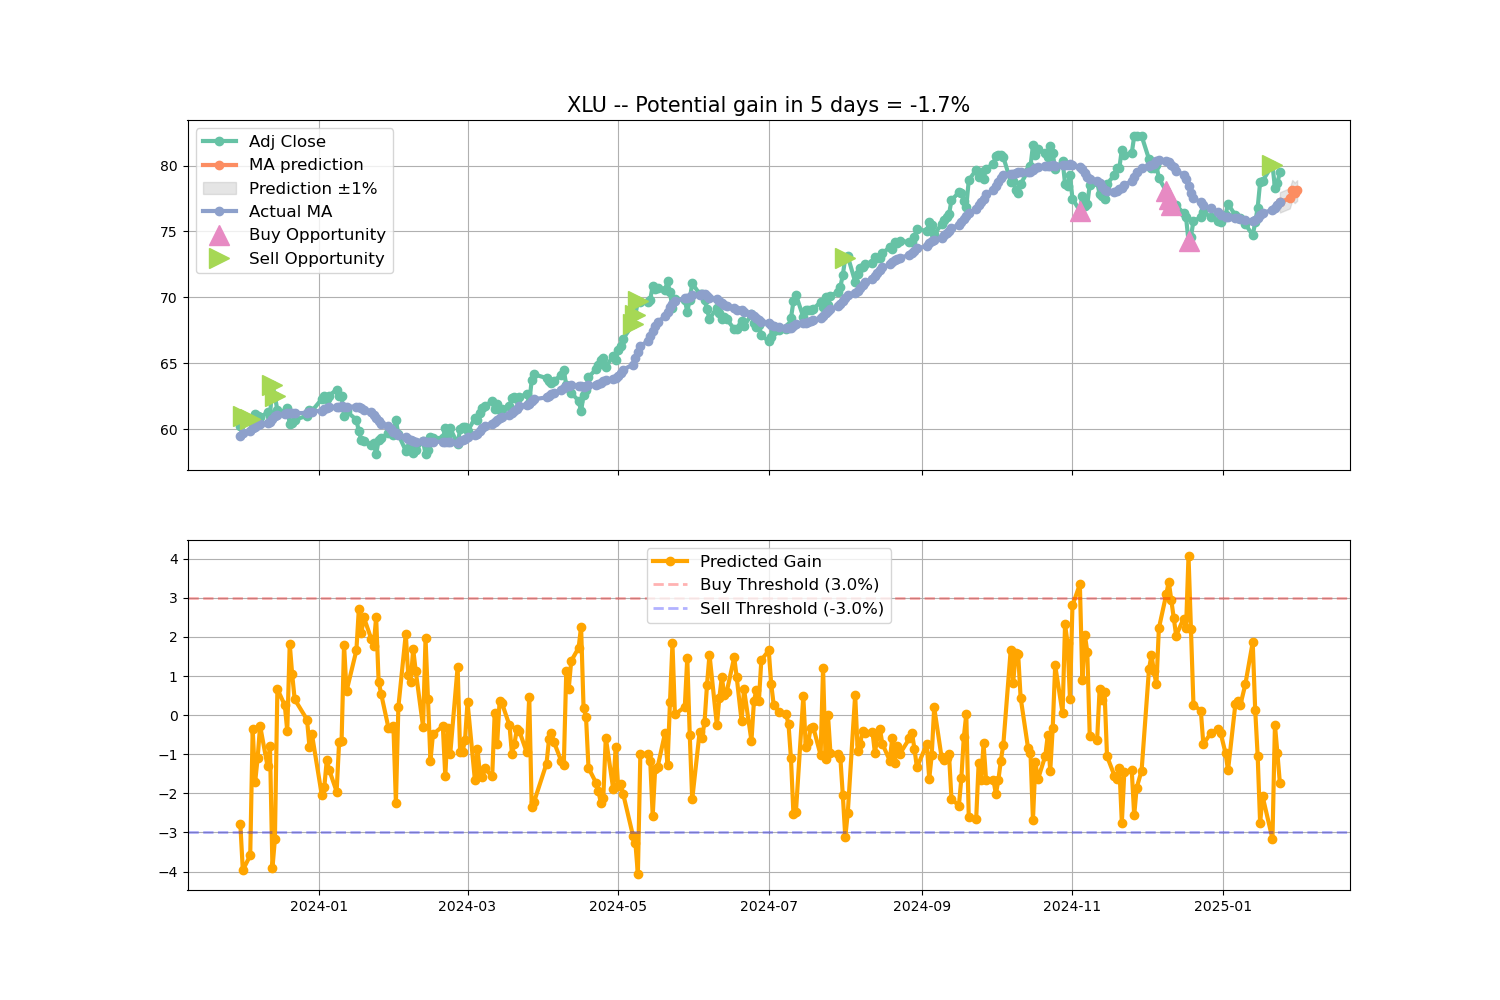 XLU -- Potential gain in 5 days = -1.7%
Adj Close
MA prediction
Prediction ±1%
Actual MA
Buy Opportunity
Sell Opportunity
80
75
70
65
60
Predicted Gain
Buy Threshold (3.0%)
Sell Threshold (-3.0%)
4
3
2
1
0
−1
−2
−3
−4
2024-01
2024-03
2024-05
2024-07
2024-09
2024-11
2025-01